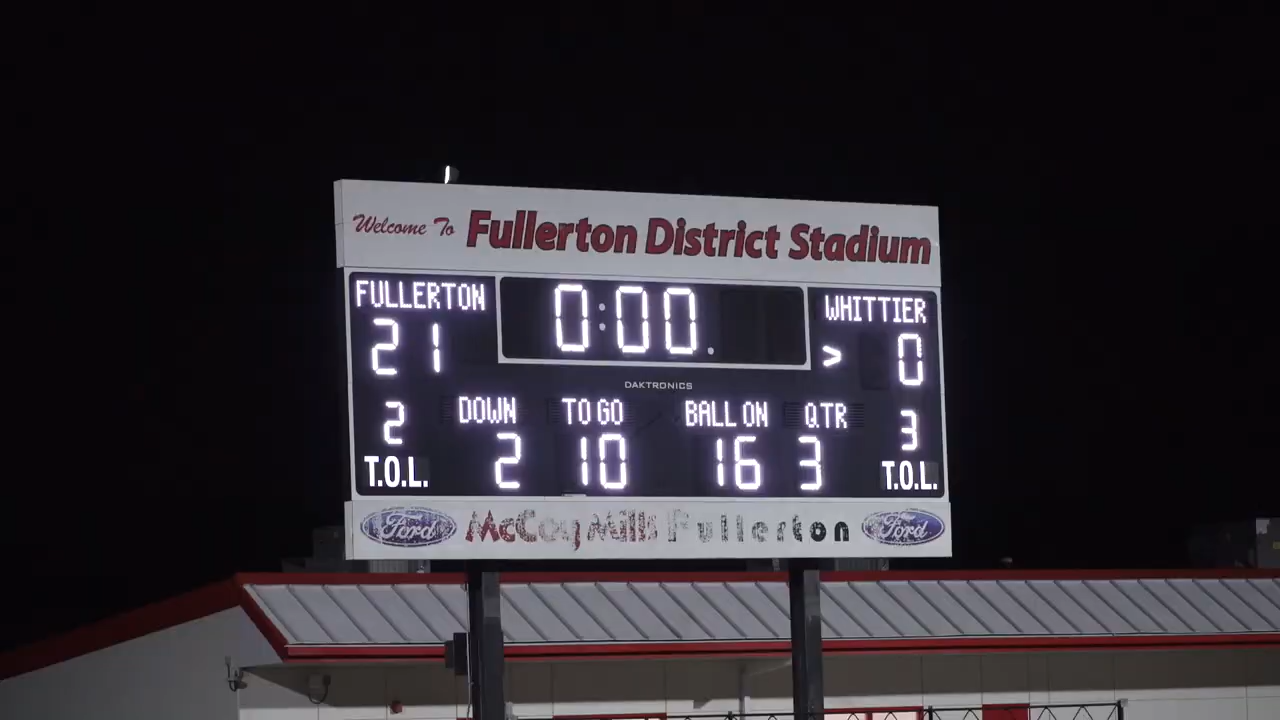 Welcome To Fullerton District Stadium
FULLERTON 0:00. WHITTIER
21 > 0
DAKTRONICS
DOWN TO GO BALL ON QTR
2 2 10 16 3 3
T.O.L. T.O.L.
Ford McCoy Mills Fullerton Ford